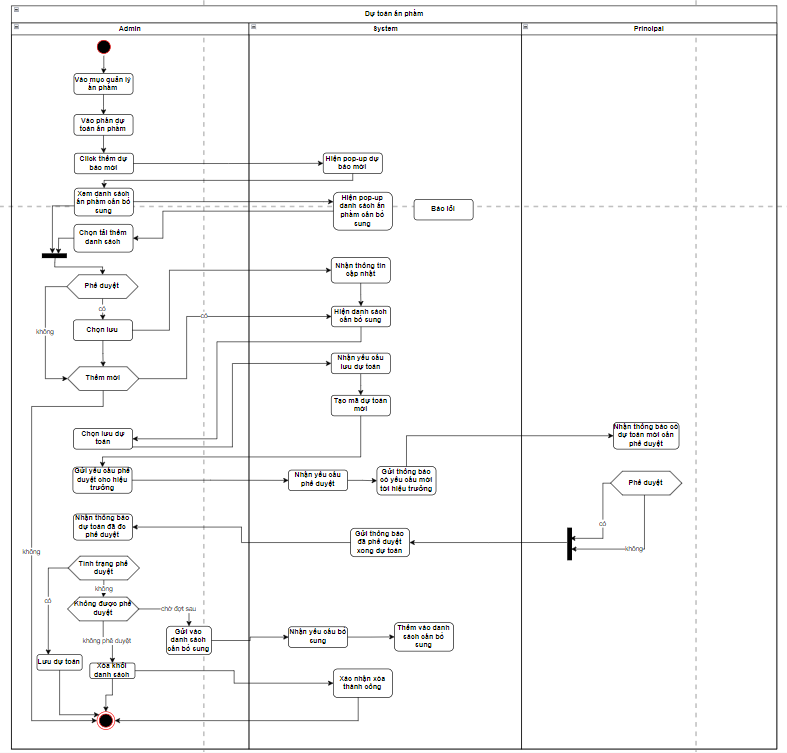 Dự toán ấn phẩm
Admin
System
Principal
Vào mục quản lý
ấn phẩm
Vào phần dự
toán ấn phẩm
Click thêm dự
báo mới
Hiện pop-up dự
báo mới
Xem danh sách
ấn phẩm cần bổ
sung
Hiện pop-up
danh sách ấn
phẩm cần bổ
sung
Báo lỗi
Chọn tải thêm
danh sách
Nhận thông tin
cập nhật
Phê duyệt
có
Hiện danh sách
cần bổ sung
có
Chọn lưu
không
Nhận yêu cầu
lưu dự toán
Thêm mới
Tạo mã dự toán
mới
Chọn lưu dự
toán
Nhận thông báo có
dự toán mới cần
phê duyệt
Gửi yêu cầu phê
duyệt cho hiệu
trưởng
Nhận yêu cầu
phê duyệt
Gửi thông báo
có yêu cầu mới
tới hiệu trưởng
Phê duyệt
có
không
Nhận thông báo
dự toán đã đc
phê duyệt
Gửi thông báo
đã phê duyệt
xong dự toán
không
Tình trạng phê
duyệt
không
có
Không được phê
duyệt
chờ đợt sau
không phê duyệt
Gửi vào
danh sách
cần bổ sung
Nhận yêu cầu bổ
sung
Thêm vào danh
sách cần bổ
sung
Lưu dự toán
Xóa khỏi
danh sách
Xác nhận xóa
thành công